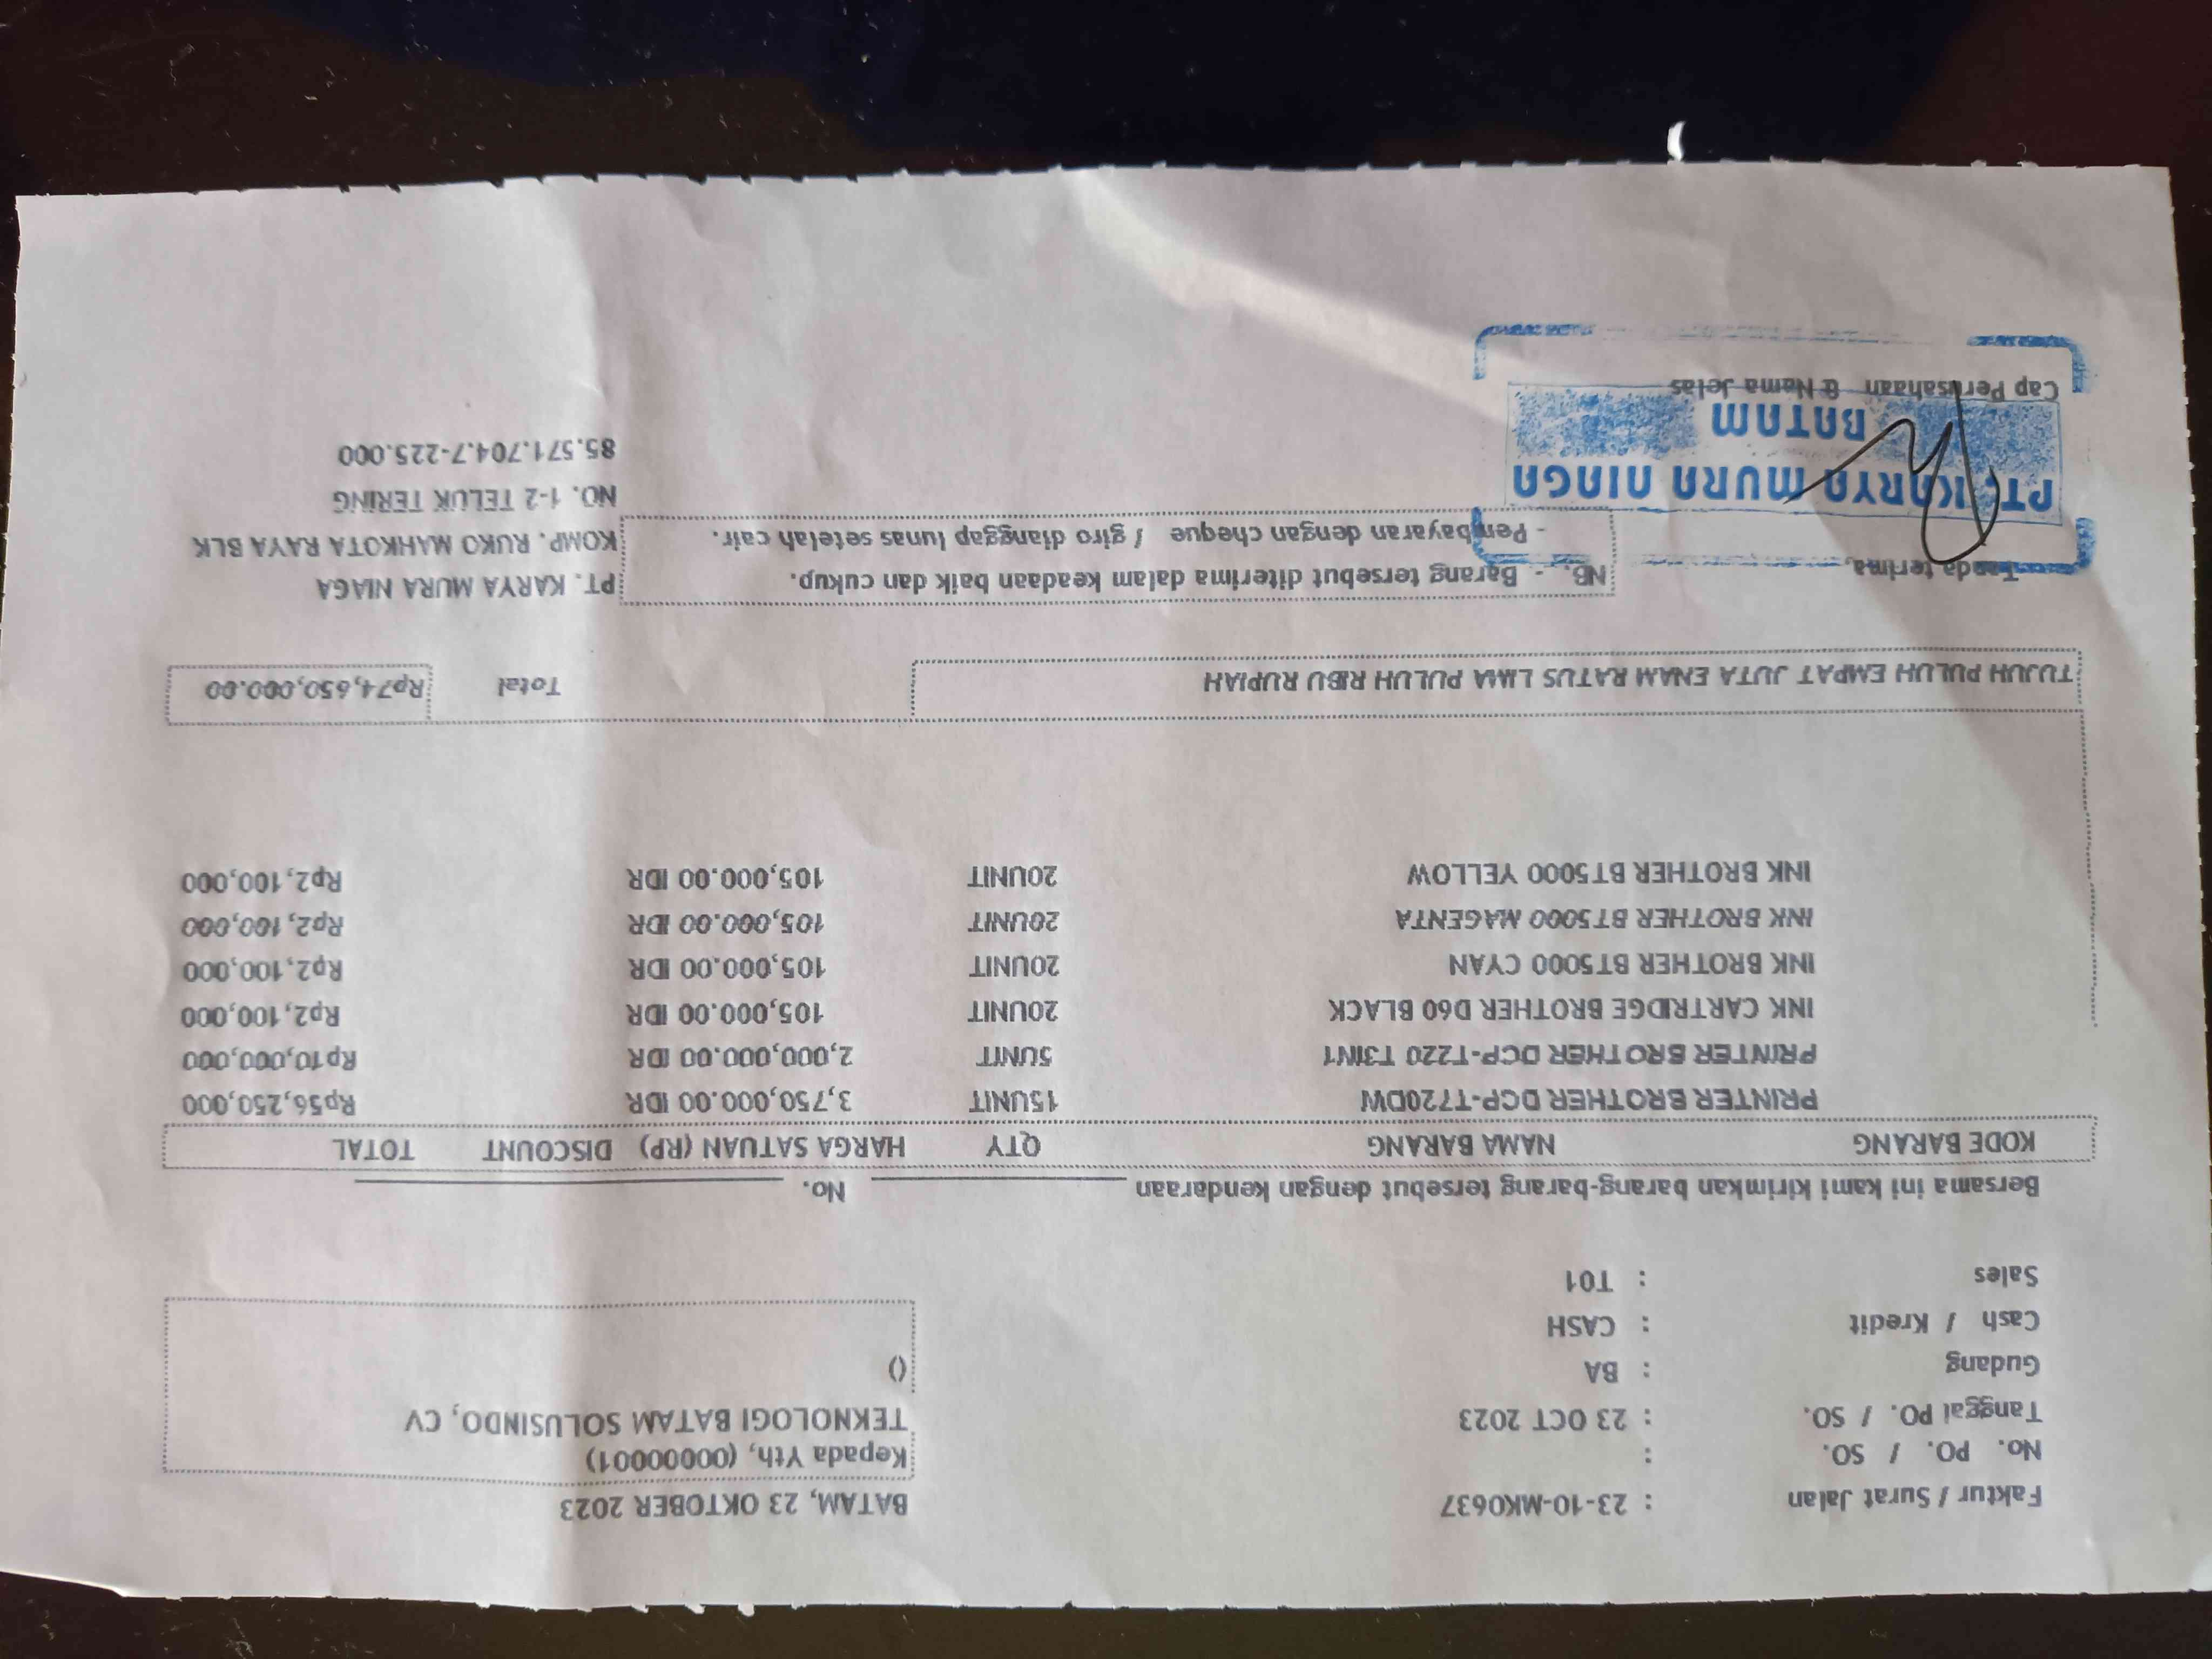 BATAM, 23 OKTOBER 2023
Faktur / Surat Jalan : 23-10-MK0637
Kepada Yth, (00000001)
No. PO. / SO. :
TEKNOLOGI BATAM SOLUSINDO, CV
Tanggal PO. / SO. : 23 OCT 2023
()
Gudang : BA
Cash / Kredit : CASH
Sales : T01
Bersama ini kami kirimkan barang-barang tersebut dengan kendaraan No.
KODE BARANG NAMA BARANG QTY HARGA SATUAN (RP) DISCOUNT TOTAL
PRINTER BROTHER DCP-T720DW 15UNIT 3,750,000.00 IDR Rp56,250,000
PRINTER BROTHER DCP-T220 T3IN1 5UNIT 2,000,000.00 IDR Rp10,000,000
INK CARTRIDGE BROTHER D60 BLACK 20UNIT 105,000.00 IDR Rp2,100,000
INK BROTHER BT5000 CYAN 20UNIT 105,000.00 IDR Rp2,100,000
INK BROTHER BT5000 MAGENTA 20UNIT 105,000.00 IDR Rp2,100,000
INK BROTHER BT5000 YELLOW 20UNIT 105,000.00 IDR Rp2,100,000
TUJUH PULUH EMPAT JUTA ENAM RATUS LIMA PULUH RIBU RUPIAH Total Rp74,650,000.00
Tanda terima,
NB. - Barang tersebut diterima dalam keadaan baik dan cukup.
- Pembayaran dengan cheque / giro dianggap lunas setelah cair.
PT. KARYA MURA NIAGA
KOMP. RUKO MAHKOTA RAYA BLK
NO. 1-2 TELUK TERING
85.571.704.7-225.000
PT. KARYA MURA NIAGA
BATAM
Cap Perusahaan & Nama Jelas